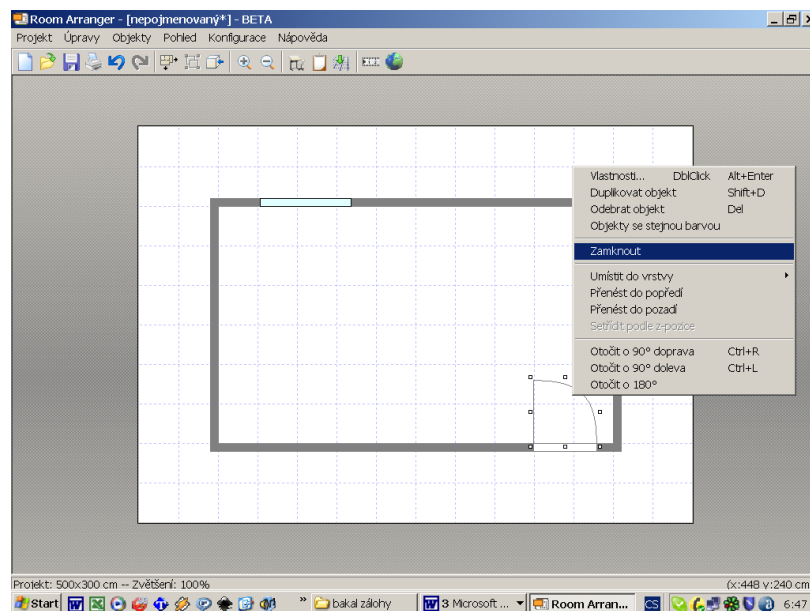 Room Arranger - [nepojmenovaný*] - BETA
Projekt Úpravy Objekty Pohled Konfigurace Nápověda
Vlastnosti... DblClick Alt+Enter
Duplikovat objekt Shift+D
Odebrat objekt Del
Objekty se stejnou barvou
Zamknout
Umístit do vrstvy
Přenést do popředí
Přenést do pozadí
Setřídit podle z-pozice
Otočit o 90° doprava Ctrl+R
Otočit o 90° doleva Ctrl+L
Otočit o 180°
Projekt: 500x300 cm -- Zvětšení: 100% (x:448 y:240 cm
Start » bakal zálohy 3 Microsoft ... Room Arran... CS